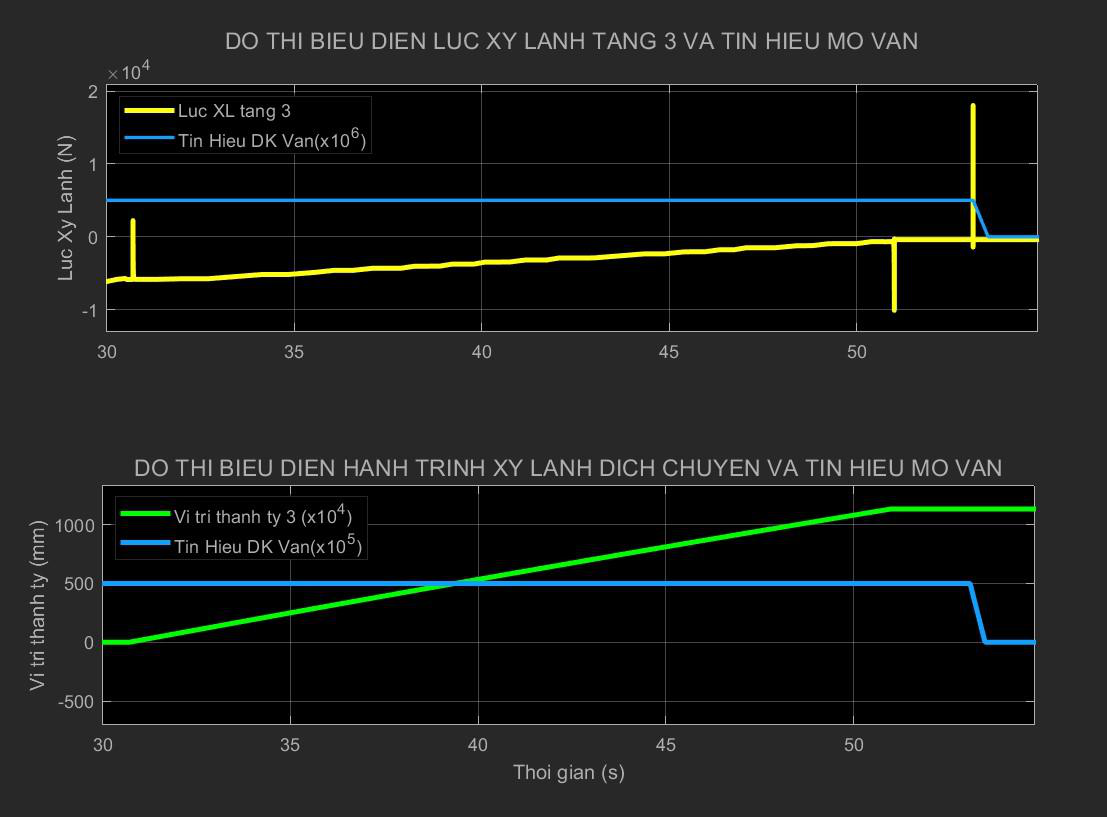 DO THI BIEU DIEN LUC XY LANH TANG 3 VA TIN HIEU MO VAN
×10^4
Luc XL tang 3
Tin Hieu DK Van(x10^6)
Luc Xy Lanh (N)
2
1
0
-1
30 35 40 45 50
DO THI BIEU DIEN HANH TRINH XY LANH DICH CHUYEN VA TIN HIEU MO VAN
Vi tri thanh ty 3 (x10^4)
Tin Hieu DK Van(x10^5)
Vi tri thanh ty (mm)
1000
500
0
-500
30 35 40 45 50
Thoi gian (s)